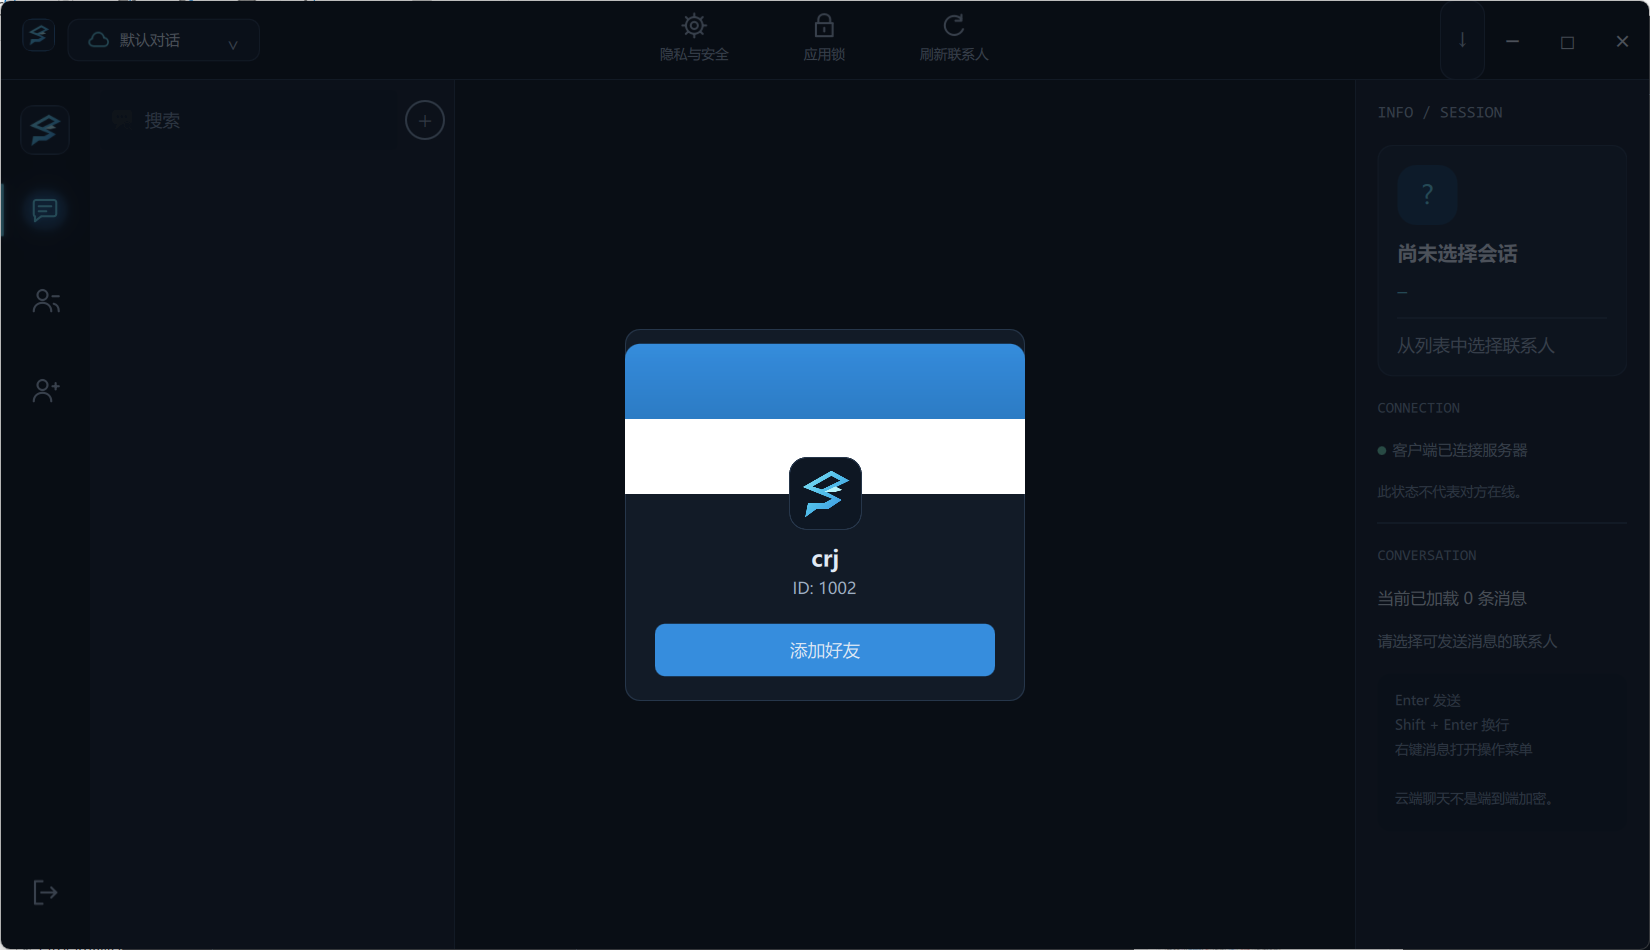 默认对话
隐私与安全
应用锁
刷新联系人
搜索
INFO / SESSION
?
尚未选择会话
从列表中选择联系人
CONNECTION
客户端已连接服务器
此状态不代表对方在线。
CONVERSATION
当前已加载 0 条消息
请选择可发送消息的联系人
Enter 发送
Shift + Enter 换行
右键消息打开操作菜单
云端聊天不是端到端加密。
crj
ID: 1002
添加好友